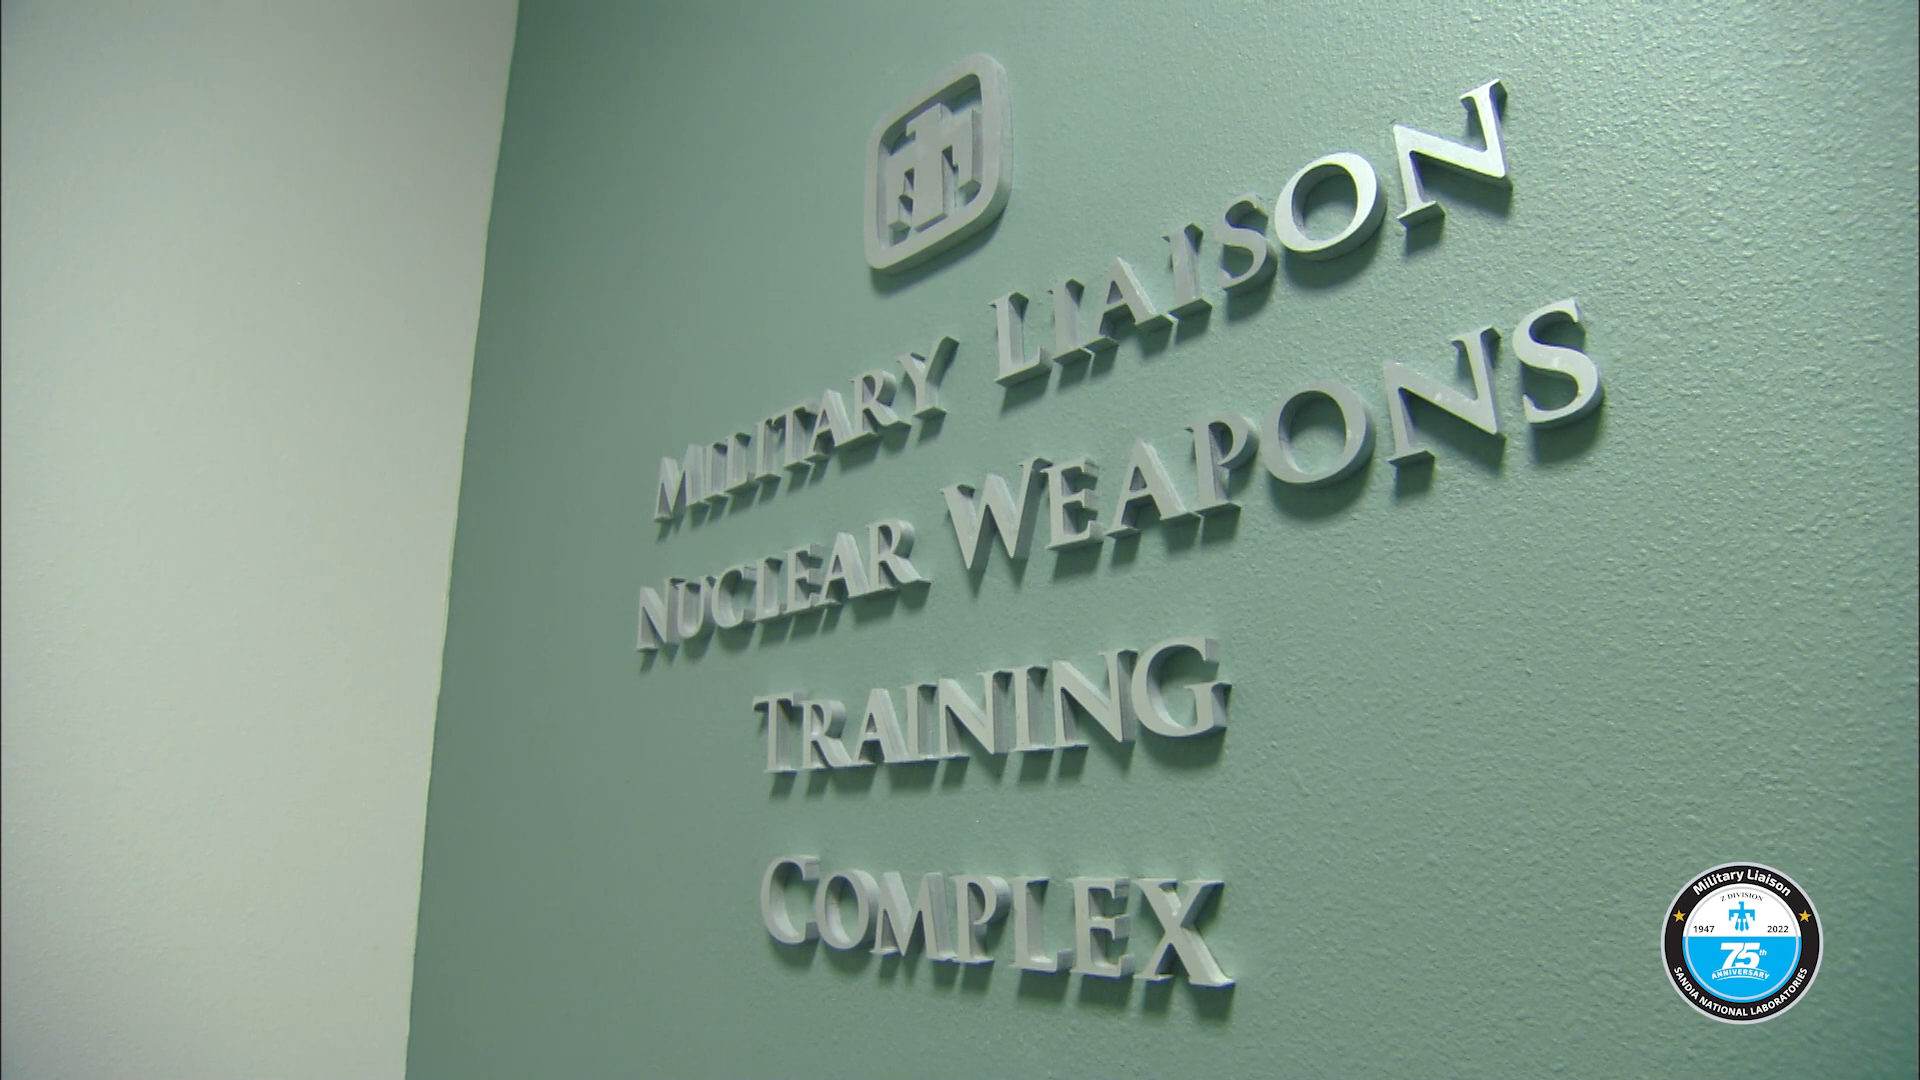 MILITARY LIAISON
NUCLEAR WEAPONS
TRAINING
COMPLEX
Military Liaison
Z DIVISION
1947 2022
75th
ANNIVERSARY
SANDIA NATIONAL LABORATORIES